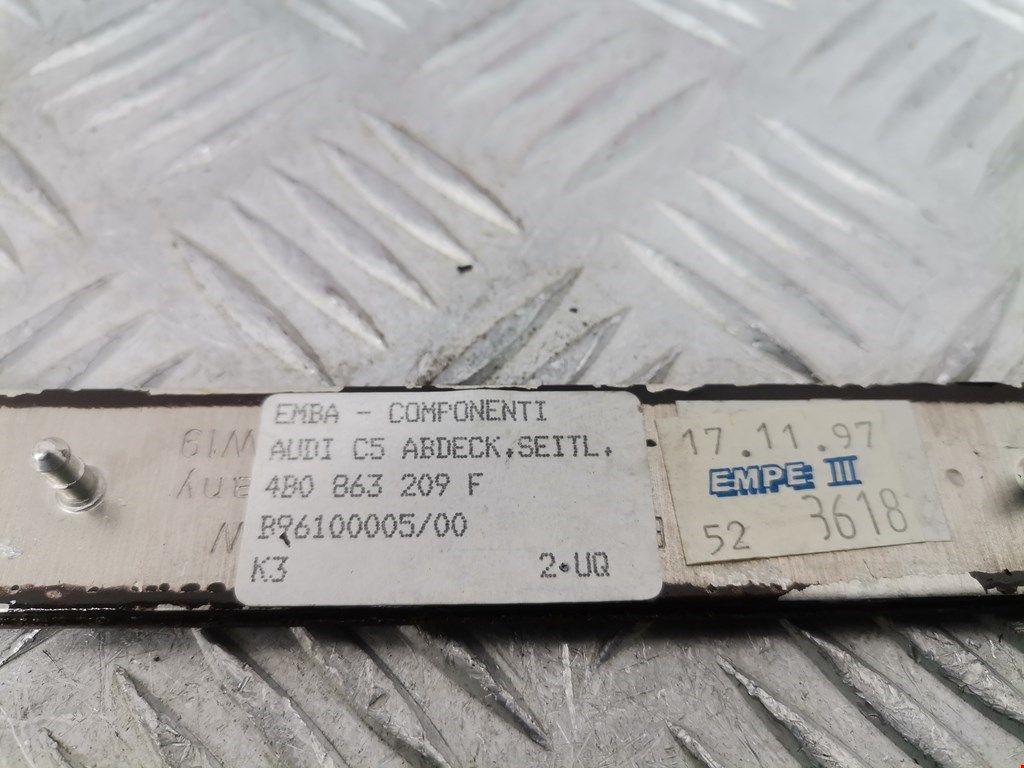 EMBA - COMPONENTI
AUDI C5 ABDECK.SEITL.
4B0 863 209 F
B96100005/00
K3 2.UQ
17.11.97
EMPE III
52 3618